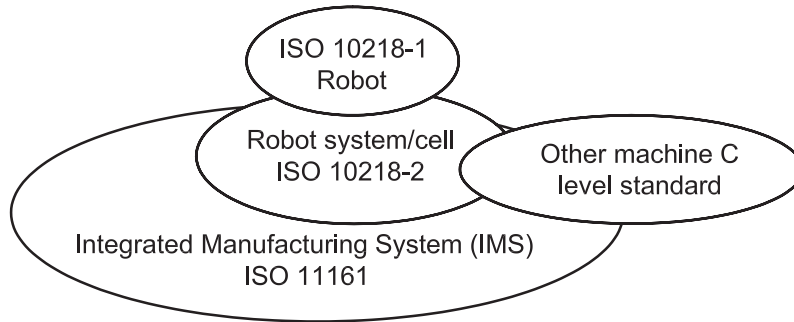 ISO 10218-1
Robot
Robot system/cell
ISO 10218-2
Other machine C
level standard
Integrated Manufacturing System (IMS)
ISO 11161